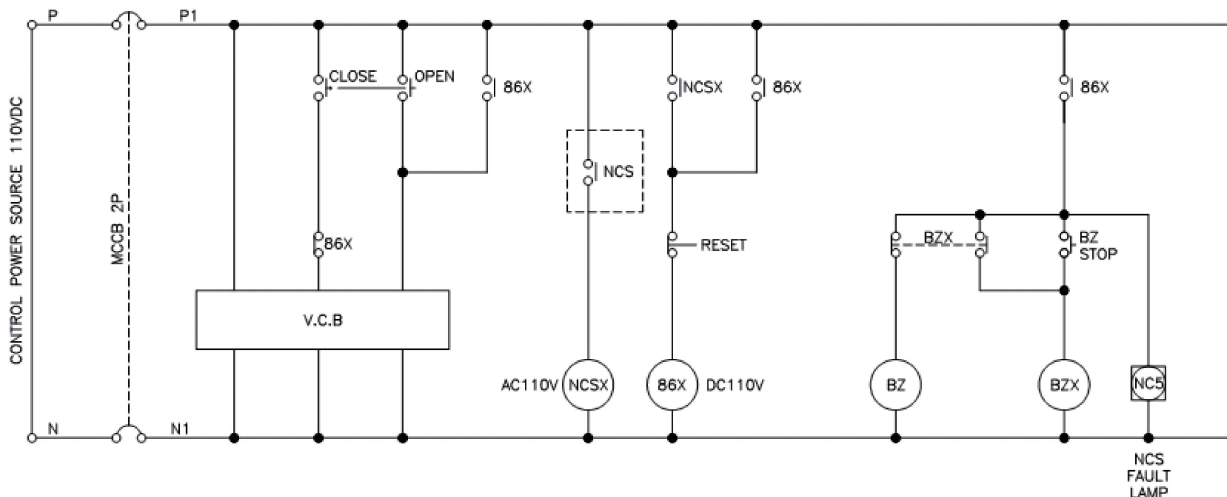 P
P1
CONTROL POWER SOURCE 110VDC
MCCB 2P
CLOSE
OPEN
86X
NCSX
86X
86X
NCS
86X
RESET
BZX
BZ
STOP
V.C.B
AC110V
NCSX
86X
DC110V
BZ
BZX
NC5
N
N1
NCS
FAULT
LAMP